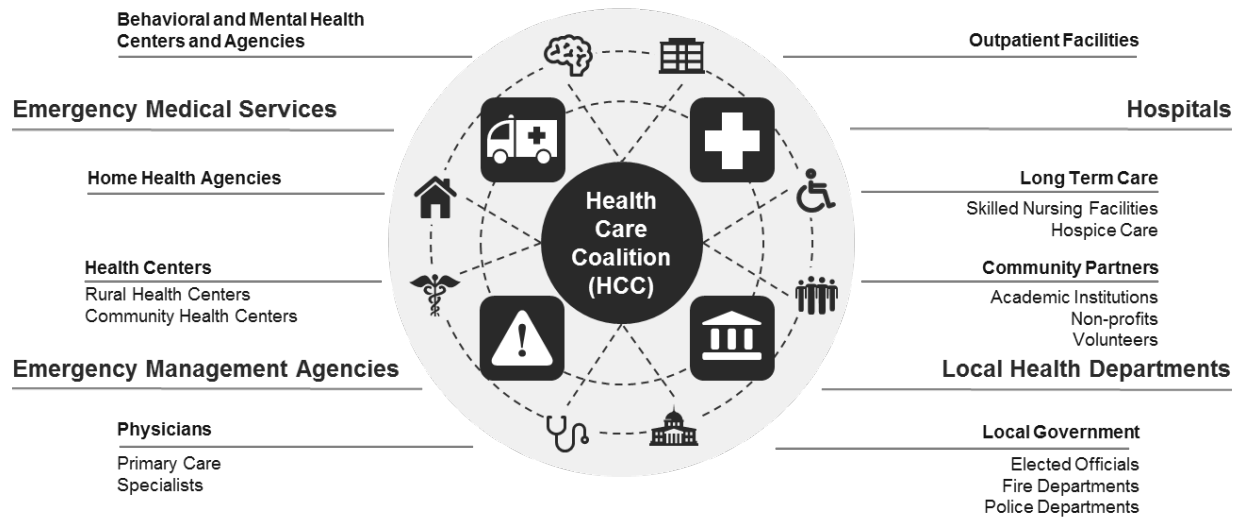 Behavioral and Mental Health
Centers and Agencies
Emergency Medical Services
Home Health Agencies
Health Centers
Rural Health Centers
Community Health Centers
Emergency Management Agencies
Physicians
Primary Care
Specialists
Health
Care
Coalition
(HCC)
Outpatient Facilities
Hospitals
Long Term Care
Skilled Nursing Facilities
Hospice Care
Community Partners
Academic Institutions
Non-profits
Volunteers
Local Health Departments
Local Government
Elected Officials
Fire Departments
Police Departments